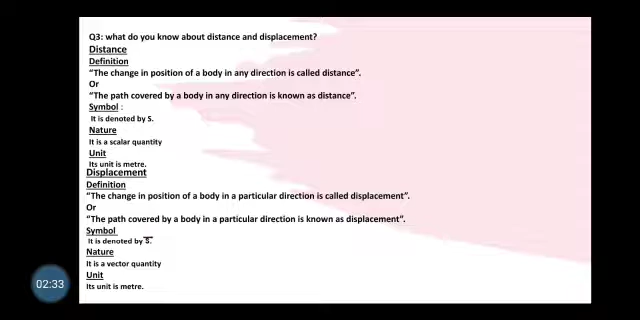 Q3: what do you know about distance and displacement?
Distance
Definition
“The change in position of a body in any direction is called distance”.
Or
“The path covered by a body in any direction is known as distance”.
Symbol :
It is denoted by S.
Nature
It is a scalar quantity
Unit
Its unit is metre.
Displacement
Definition
“The change in position of a body in a particular direction is called displacement”.
Or
“The path covered by a body in a particular direction is known as displacement”.
Symbol
It is denoted by S̅.
Nature
It is a vector quantity
Unit
Its unit is metre.
02:33